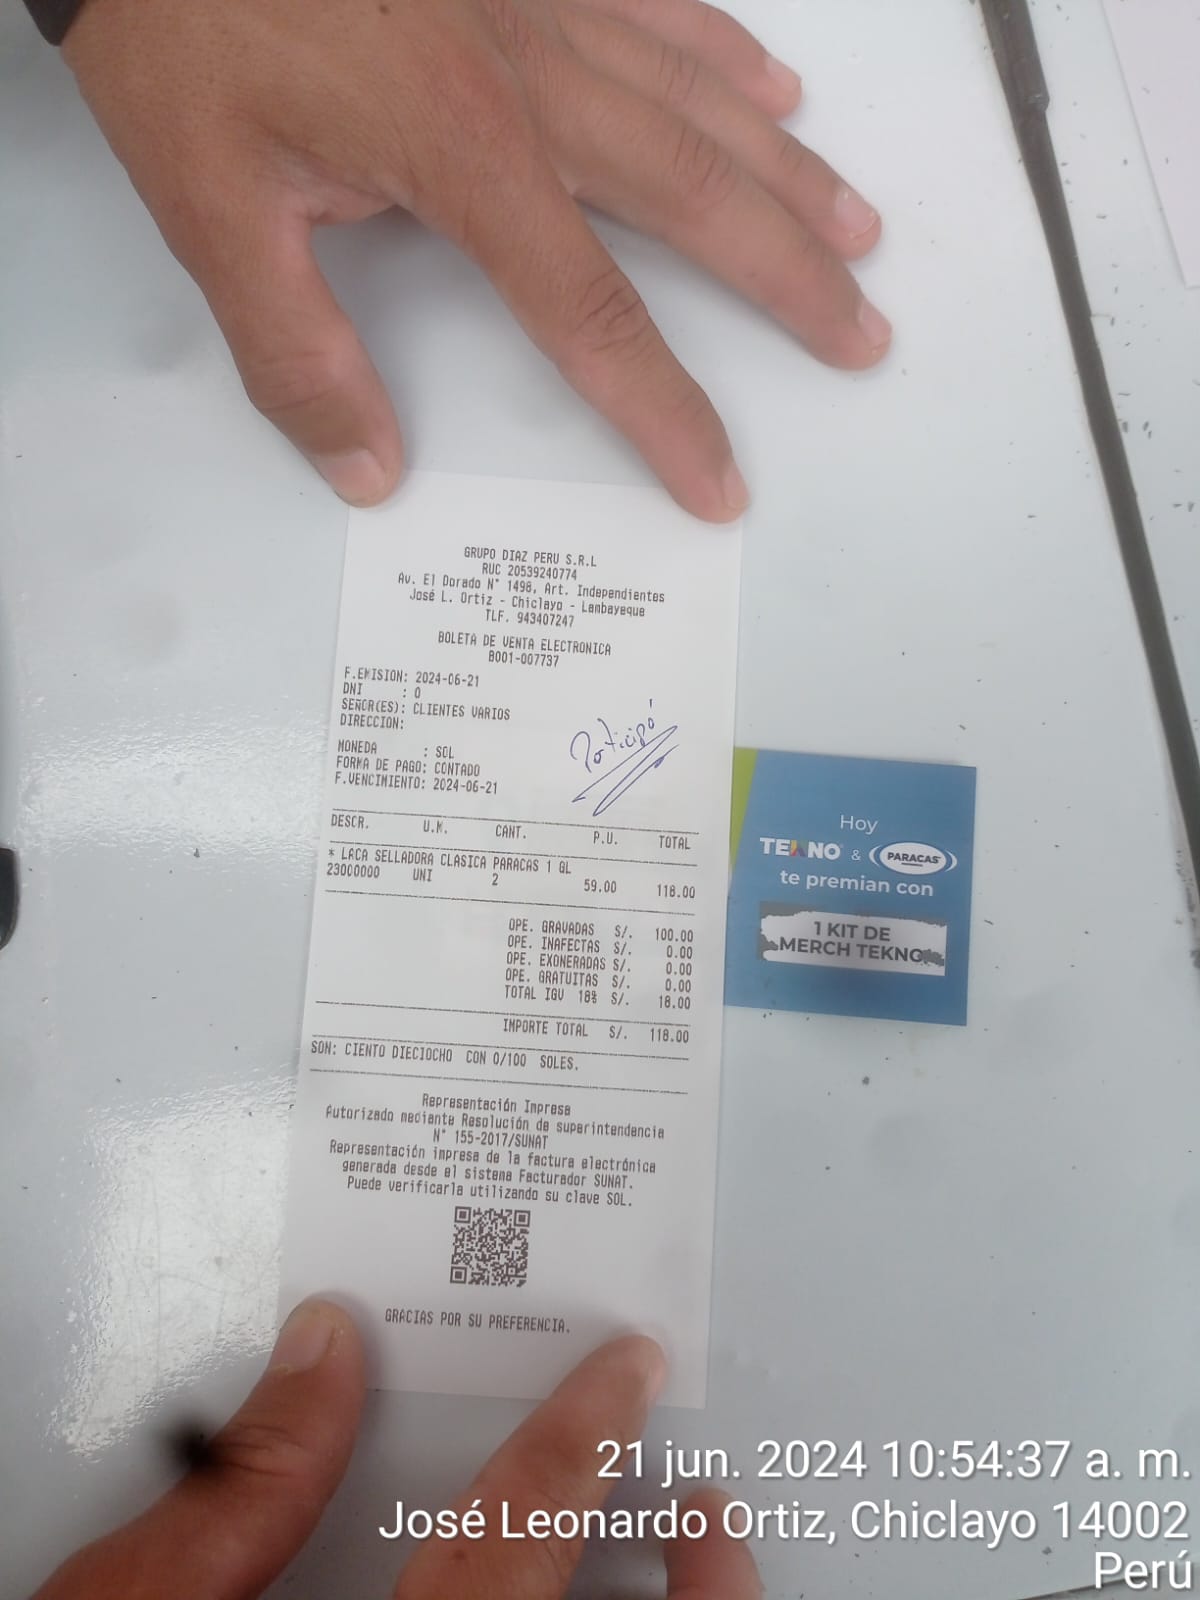 GRUPO DIAZ PERU S.R.L
RUC 20539240774
Av. El Dorado N° 1498, Art. Independientes
José L. Ortiz - Chiclayo - Lambayeque
TLF. 943407247
BOLETA DE VENTA ELECTRONICA
B001-007737
F.EMISION: 2024-06-21
DNI : 0
SEÑOR(ES): CLIENTES VARIOS
DIRECCION:
MONEDA : SOL
FORMA DE PAGO: CONTADO
F.VENCIMIENTO: 2024-06-21
Participó
DESCR. U.M. CANT. P.U. TOTAL
* LACA SELLADORA CLASICA PARACAS 1 GL
23000000 UNI 2 59.00 118.00
OPE. GRAVADAS S/. 100.00
OPE. INAFECTAS S/. 0.00
OPE. EXONERADAS S/. 0.00
OPE. GRATUITAS S/. 0.00
TOTAL IGV 18% S/. 18.00
IMPORTE TOTAL S/. 118.00
SON: CIENTO DIECIOCHO CON 0/100 SOLES.
Representación Impresa
Autorizado mediante Resolución de superintendencia
N° 155-2017/SUNAT
Representación impresa de la factura electrónica
generada desde el sistema Facturador SUNAT.
Puede verificarla utilizando su clave SOL.
GRACIAS POR SU PREFERENCIA.
Hoy
TEKNO & PARACAS
te premian con
1 KIT DE
MERCH TEKNO
21 jun. 2024 10:54:37 a. m.
José Leonardo Ortiz, Chiclayo 14002
Perú